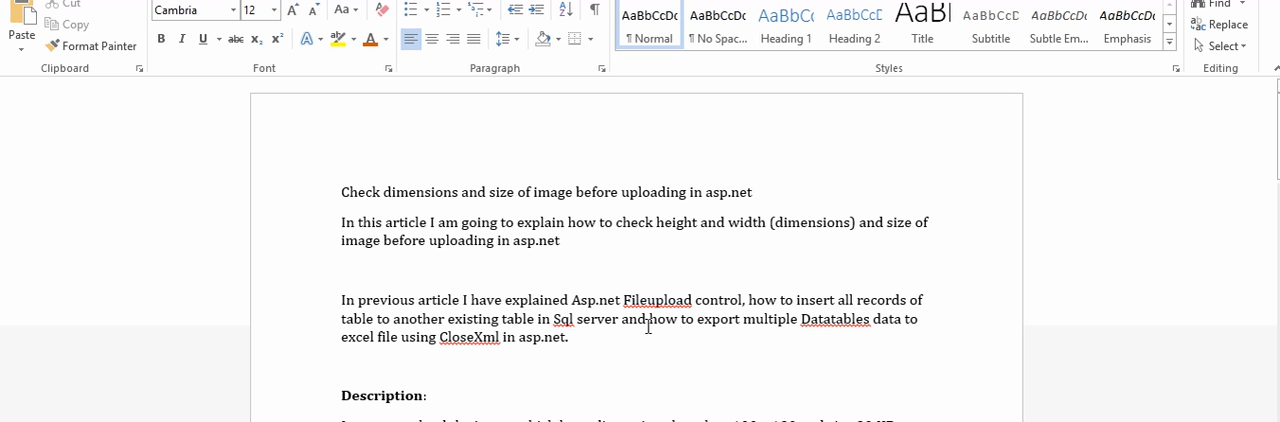 Cut
Copy
Paste
Format Painter
Clipboard
Cambria
12
A A Aa
B I U abc x₂ x² A ab A
Font
Paragraph
AaBbCcDc AaBbCcDc AaBbC( AaBbCcE AaB AaBbCcD AaBbCcDc AaBbCcDc
¶ Normal ¶ No Spac... Heading 1 Heading 2 Title Subtitle Subtle Em... Emphasis
Styles
Find
Replace
Select
Editing
Check dimensions and size of image before uploading in asp.net
In this article I am going to explain how to check height and width (dimensions) and size of
image before uploading in asp.net
In previous article I have explained Asp.net Fileupload control, how to insert all records of
table to another existing table in Sql server and how to export multiple Datatables data to
excel file using CloseXml in asp.net.
Description: